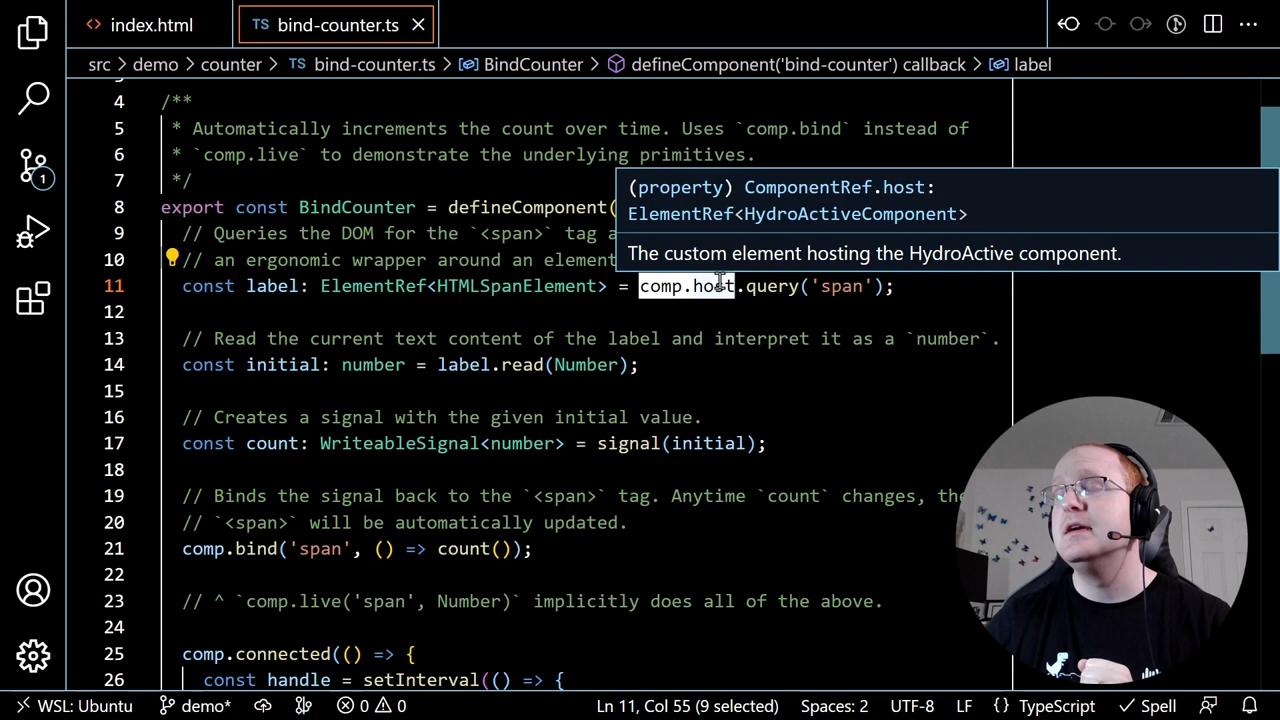 index.html
TS bind-counter.ts
src > demo > counter > TS bind-counter.ts > BindCounter > defineComponent('bind-counter') callback > label
4 /**
5 * Automatically increments the count over time. Uses `comp.bind` instead of
6 * `comp.live` to demonstrate the underlying primitives.
7 */
(property) ComponentRef.host:
ElementRef<HydroActiveComponent>
The custom element hosting the HydroActive component.
8 export const BindCounter = defineComponent(
9 // Queries the DOM for the `<span>` tag a
10 // an ergonomic wrapper around an element
11 const label: ElementRef<HTMLSpanElement> = comp.host.query('span');
12
13 // Read the current text content of the label and interpret it as a `number`.
14 const initial: number = label.read(Number);
15
16 // Creates a signal with the given initial value.
17 const count: WriteableSignal<number> = signal(initial);
18
19 // Binds the signal back to the `<span>` tag. Anytime `count` changes, the
20 // `<span>` will be automatically updated.
21 comp.bind('span', () => count());
22
23 // ^ `comp.live('span', Number)` implicitly does all of the above.
24
25 comp.connected(() => {
26 const handle = setInterval(() => {
1
WSL: Ubuntu demo* 0 0 Ln 11, Col 55 (9 selected) Spaces: 2 UTF-8 LF {} TypeScript Spell